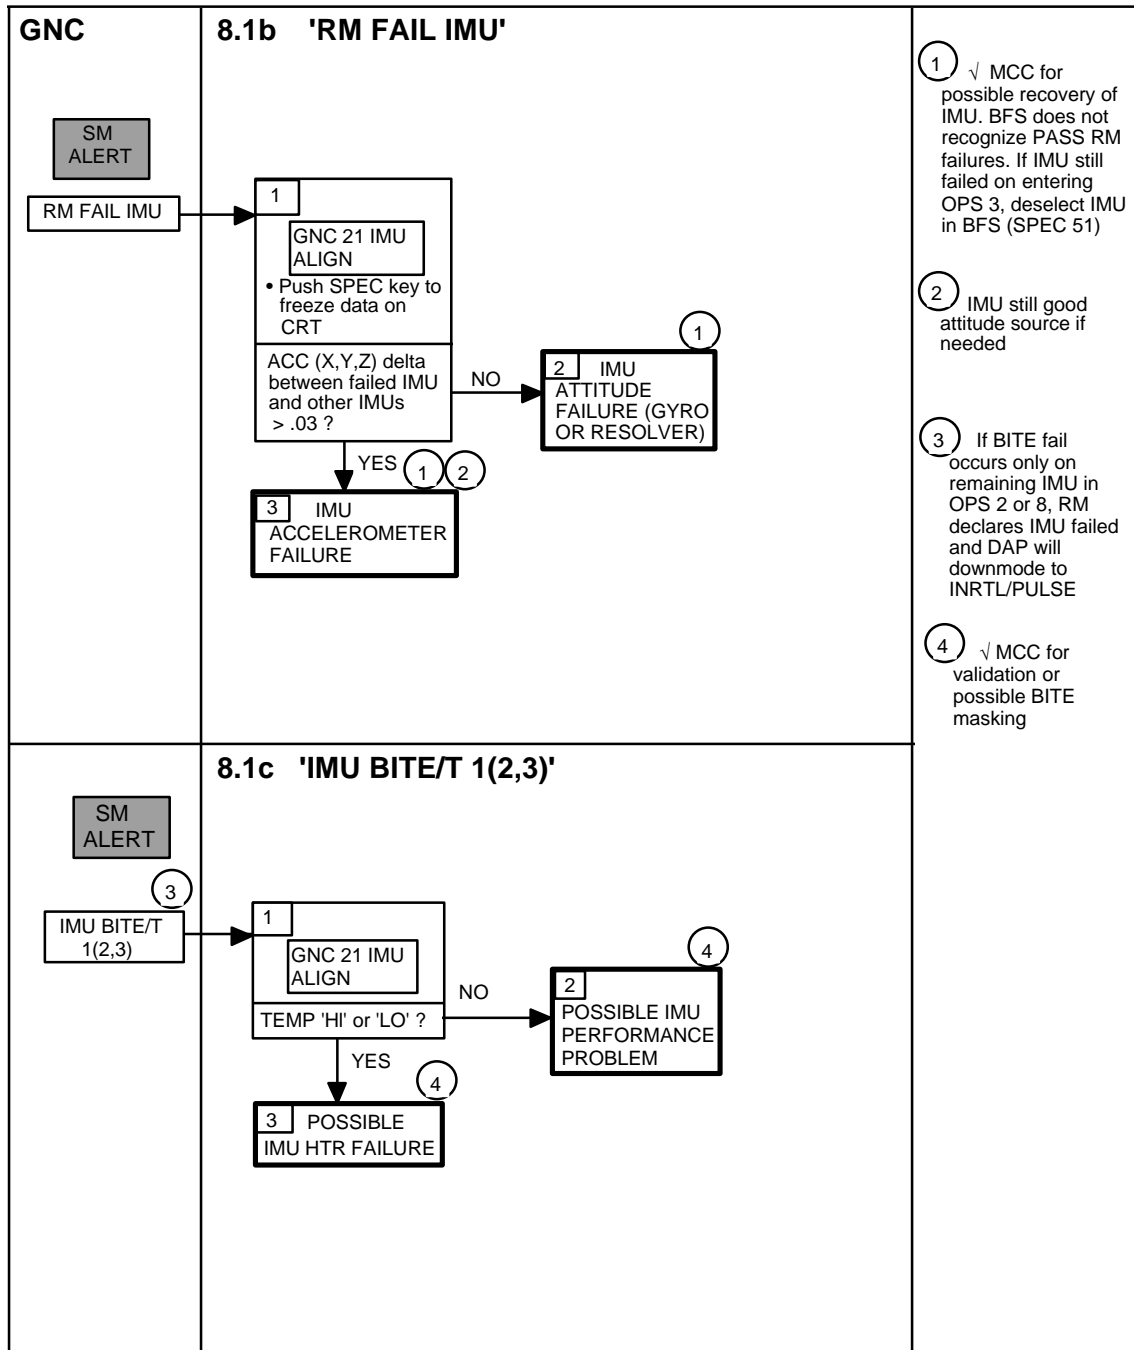 GNC
8.1b 'RM FAIL IMU'
SM
ALERT
RM FAIL IMU
1
GNC 21 IMU
ALIGN
• Push SPEC key to
freeze data on
CRT
ACC (X,Y,Z) delta
between failed IMU
and other IMUs
> .03 ?
NO
1
2 IMU
ATTITUDE
FAILURE (GYRO
OR RESOLVER)
YES
1
2
3 IMU
ACCELEROMETER
FAILURE
1 √ MCC for
possible recovery of
IMU. BFS does not
recognize PASS RM
failures. If IMU still
failed on entering
OPS 3, deselect IMU
in BFS (SPEC 51)
2 IMU still good
attitude source if
needed
3 If BITE fail
occurs only on
remaining IMU in
OPS 2 or 8, RM
declares IMU failed
and DAP will
downmode to
INRTL/PULSE
4 √ MCC for
validation or
possible BITE
masking
8.1c 'IMU BITE/T 1(2,3)'
SM
ALERT
3
IMU BITE/T
1(2,3)
1
GNC 21 IMU
ALIGN
TEMP 'HI' or 'LO' ?
NO
4
2
POSSIBLE IMU
PERFORMANCE
PROBLEM
YES
4
3 POSSIBLE
IMU HTR FAILURE